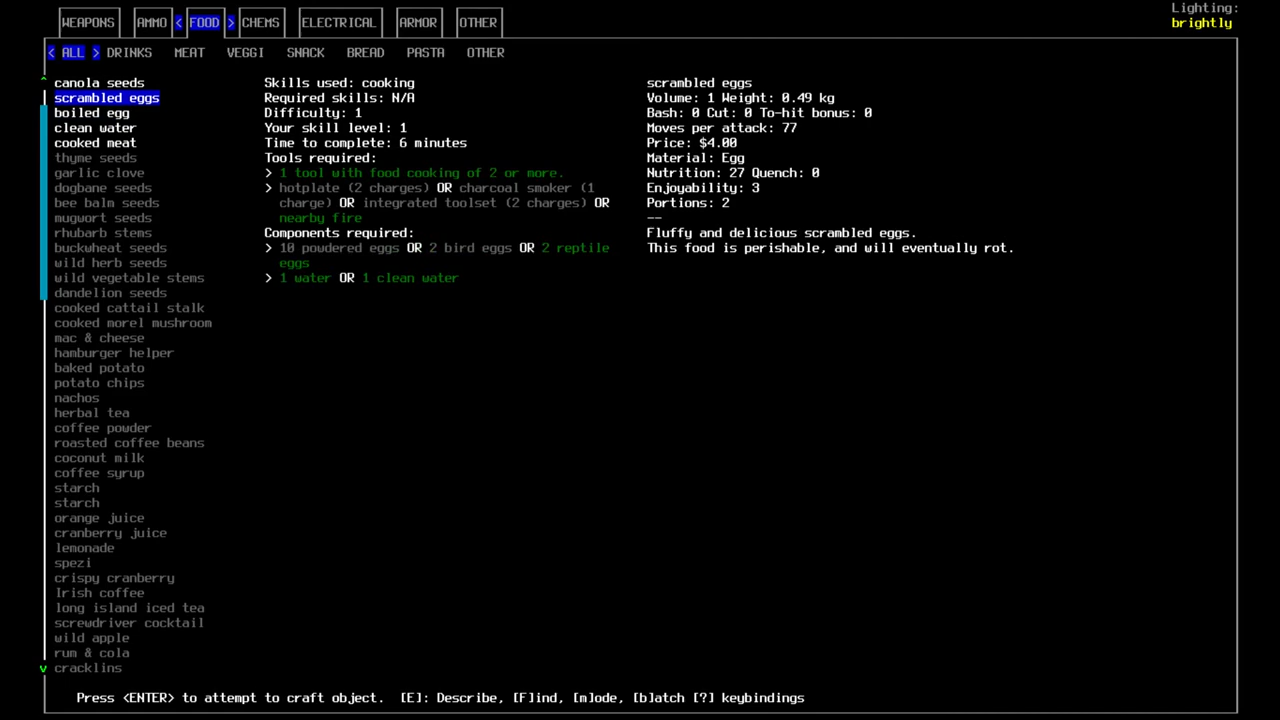 Lighting:
brightly
WEAPONS AMMO < FOOD > CHEMS ELECTRICAL ARMOR OTHER
< ALL > DRINKS MEAT VEGGI SNACK BREAD PASTA OTHER
^ canola seeds
scrambled eggs
boiled egg
clean water
cooked meat
thyme seeds
garlic clove
dogbane seeds
bee balm seeds
mugwort seeds
rhubarb stems
buckwheat seeds
wild herb seeds
wild vegetable stems
dandelion seeds
cooked cattail stalk
cooked morel mushroom
mac & cheese
hamburger helper
baked potato
potato chips
nachos
herbal tea
coffee powder
roasted coffee beans
coconut milk
coffee syrup
starch
starch
orange juice
cranberry juice
lemonade
spezi
crispy cranberry
Irish coffee
long island iced tea
screwdriver cocktail
wild apple
rum & cola
v cracklins
Skills used: cooking
Required skills: N/A
Difficulty: 1
Your skill level: 1
Time to complete: 6 minutes
Tools required:
> 1 tool with food cooking of 2 or more.
> hotplate (2 charges) OR charcoal smoker (1
charge) OR integrated toolset (2 charges) OR
nearby fire
Components required:
> 10 powdered eggs OR 2 bird eggs OR 2 reptile
eggs
> 1 water OR 1 clean water
scrambled eggs
Volume: 1 Weight: 0.49 kg
Bash: 0 Cut: 0 To-hit bonus: 0
Moves per attack: 77
Price: $4.00
Material: Egg
Nutrition: 27 Quench: 0
Enjoyability: 3
Portions: 2
--
Fluffy and delicious scrambled eggs.
This food is perishable, and will eventually rot.
Press <ENTER> to attempt to craft object. [E]: Describe, [F]ind, [m]ode, [b]atch [?] keybindings